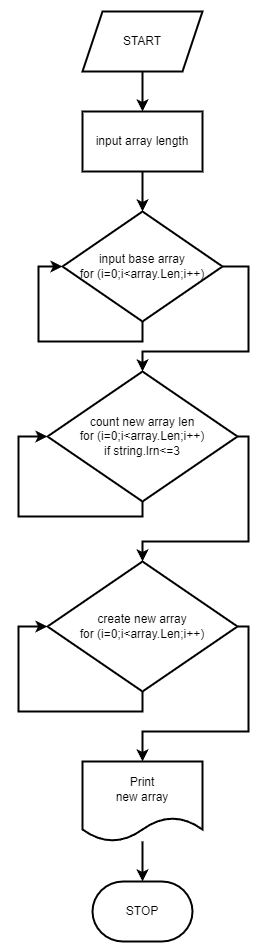 START
input array length
input base array
for (i=0;i<array.Len;i++)
count new array len
for (i=0;i<array.Len;i++)
if string.lrn<=3
create new array
for (i=0;i<array.Len;i++)
Print
new array
STOP